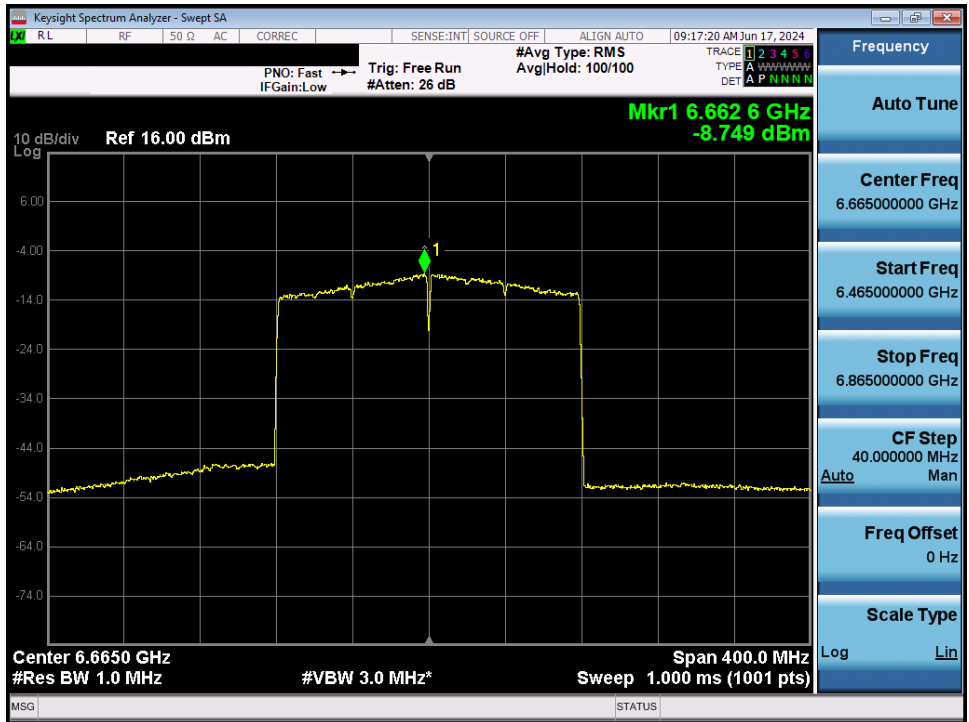 Keysight Spectrum Analyzer - Swept SA
LXI RL RF 50 Ω AC CORREC SENSE:INT SOURCE OFF ALIGN AUTO 09:17:20 AM Jun 17, 2024
PNO: Fast
IFGain:Low
Trig: Free Run
#Atten: 26 dB
#Avg Type: RMS
Avg|Hold: 100/100
TRACE 1 2 3 4 5 6
TYPE A WWWWW
DET A P N N N N
Mkr1 6.662 6 GHz
-8.749 dBm
10 dB/div Ref 16.00 dBm
Log
6.00
-4.00
1
-14.0
-24.0
-34.0
-44.0
-54.0
-64.0
-74.0
Center 6.6650 GHz
Span 400.0 MHz
#Res BW 1.0 MHz
#VBW 3.0 MHz*
Sweep 1.000 ms (1001 pts)
MSG
STATUS
Frequency
Auto Tune
Center Freq
6.665000000 GHz
Start Freq
6.465000000 GHz
Stop Freq
6.865000000 GHz
CF Step
40.000000 MHz
Auto Man
Freq Offset
0 Hz
Scale Type
Log Lin